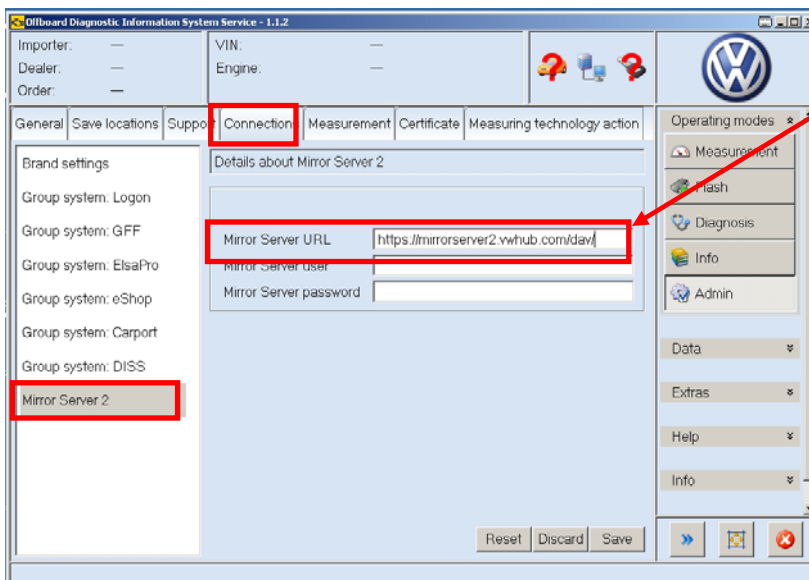 Offboard Diagnostic Information System Service - 1.1.2
Importer: —
Dealer: —
Order: —
VIN: —
Engine: —
General Save locations Support Connections Measurement Certificate Measuring technology action
Brand settings
Group system: Logon
Group system: GFF
Group system: ElsaPro
Group system: eShop
Group system: Carport
Group system: DISS
Mirror Server 2
Details about Mirror Server 2
Mirror Server URL https://mirrorserver2.vwhub.com/dav/
Mirror Server user
Mirror Server password
Reset Discard Save
Operating modes
Measurement
Flash
Diagnosis
Info
Admin
Data
Extras
Help
Info